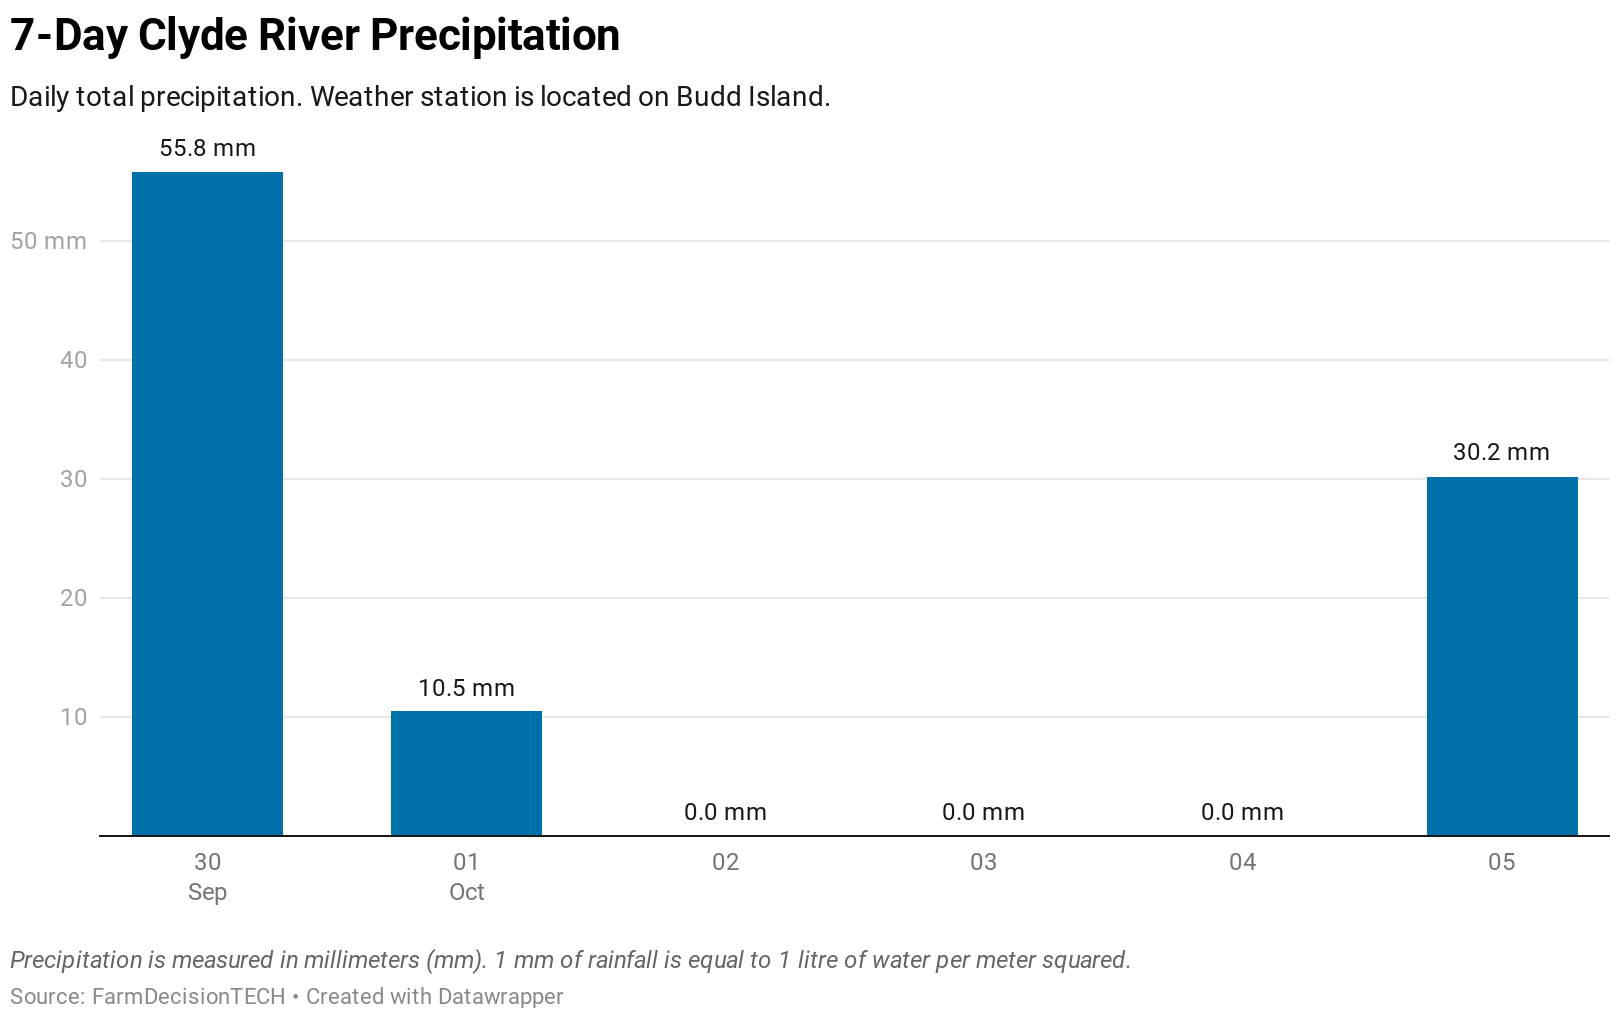 7-Day Clyde River Precipitation
Daily total precipitation. Weather station is located on Budd Island.
55.8 mm
50 mm
40
30.2 mm
30
20
10.5 mm
10
0.0 mm 0.0 mm 0.0 mm
30 01 02 03 04 05
Sep Oct
Precipitation is measured in millimeters (mm). 1 mm of rainfall is equal to 1 litre of water per meter squared.
Source: FarmDecisionTECH • Created with Datawrapper